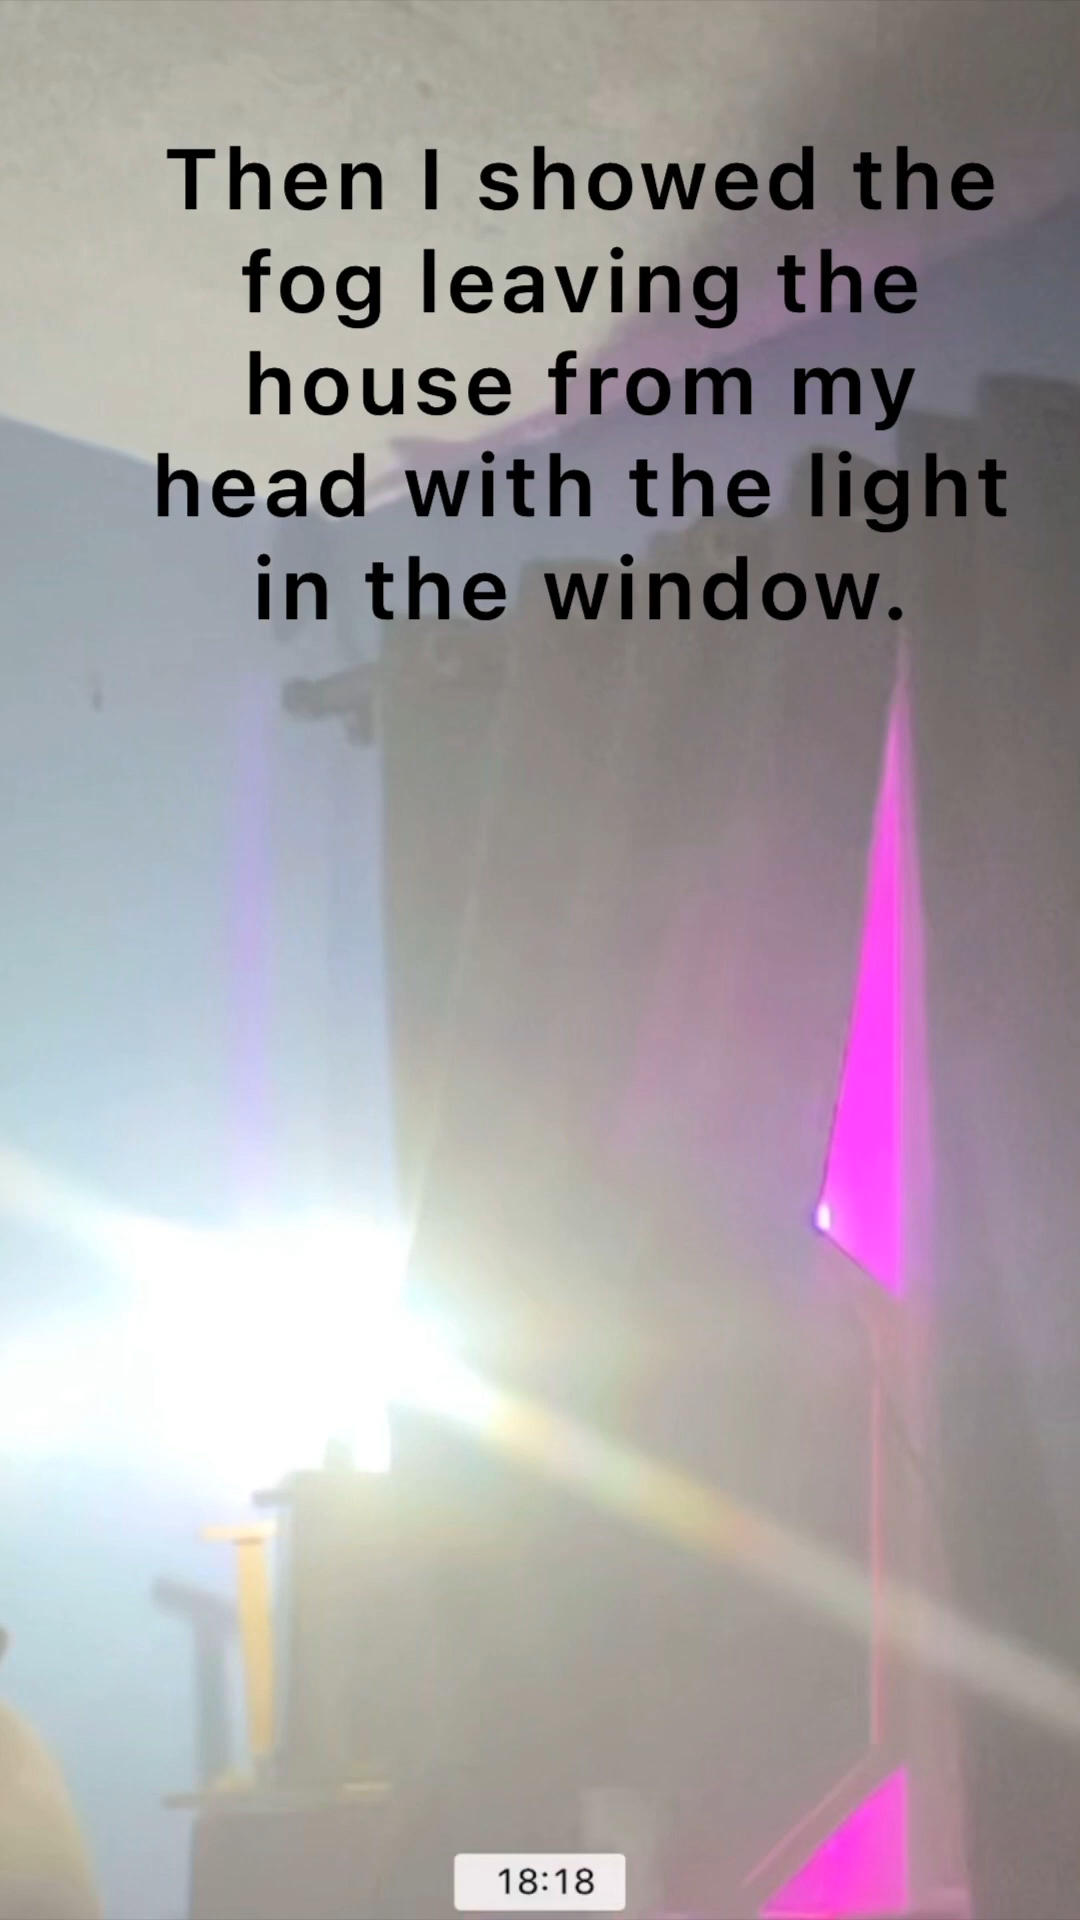 Then I showed the
fog leaving the
house from my
head with the light
in the window.
18:18